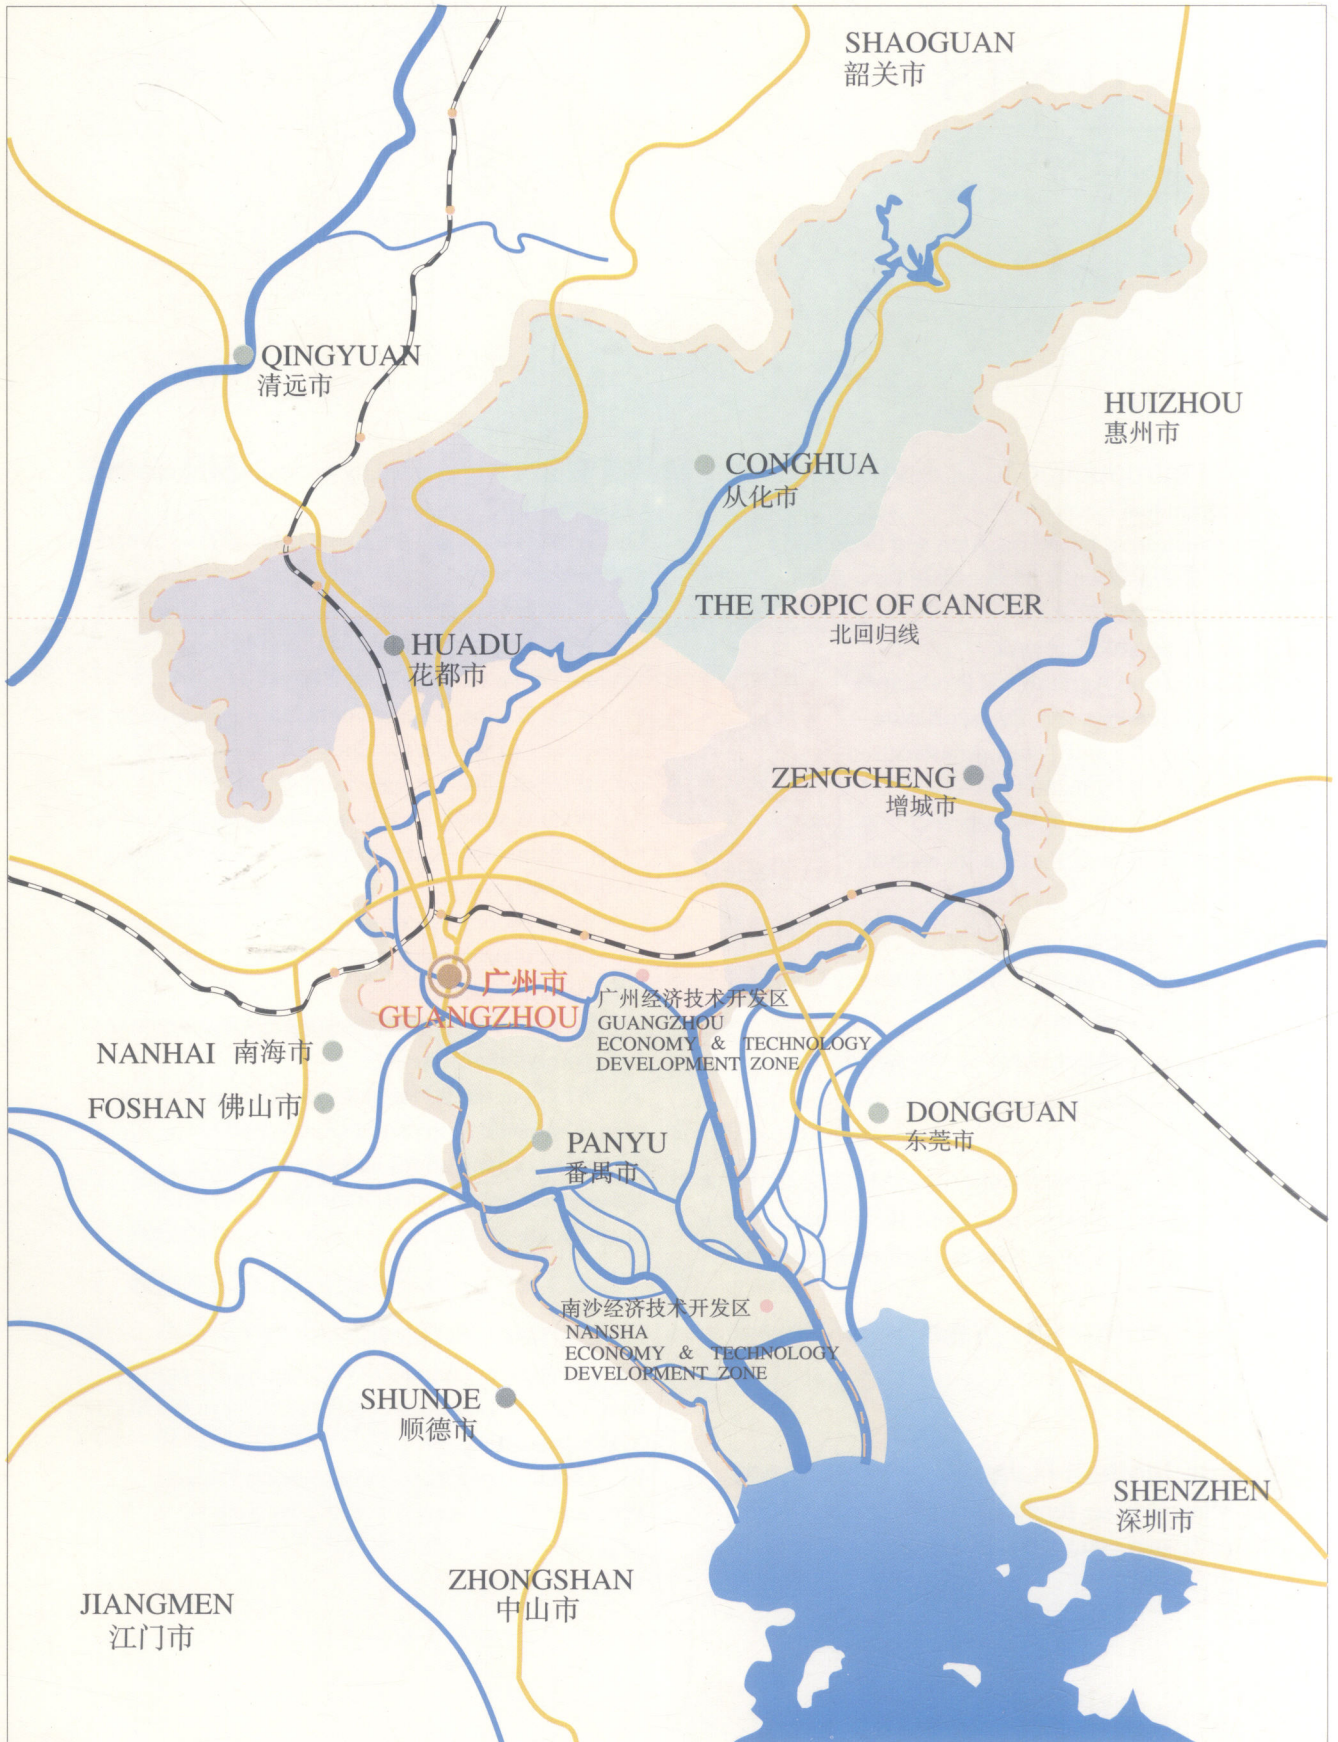 SHAOGUAN
韶关市
QINGYUAN
清远市
HUIZHOU
惠州市
CONGHUA
从化市
THE TROPIC OF CANCER
北回归线
HUADU
花都市
ZENGCHENG
增城市
广州市
GUANGZHOU
广州经济技术开发区
GUANGZHOU
ECONOMY & TECHNOLOGY
DEVELOPMENT ZONE
NANHAI 南海市
FOSHAN 佛山市
DONGGUAN
东莞市
PANYU
番禺市
南沙经济技术开发区
NANSHA
ECONOMY & TECHNOLOGY
DEVELOPMENT ZONE
SHUNDE
顺德市
SHENZHEN
深圳市
ZHONGSHAN
中山市
JIANGMEN
江门市